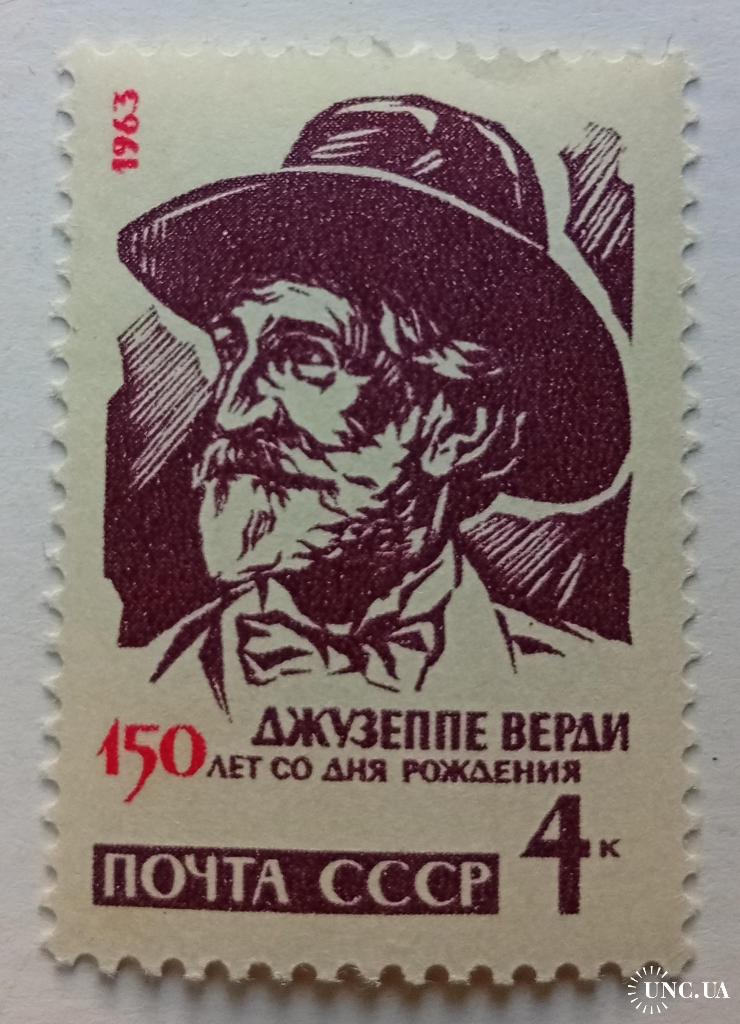 1963
ДЖУЗЕППЕ ВЕРДИ
150 ЛЕТ СО ДНЯ РОЖДЕНИЯ
4 К
ПОЧТА СССР
UNC.UA